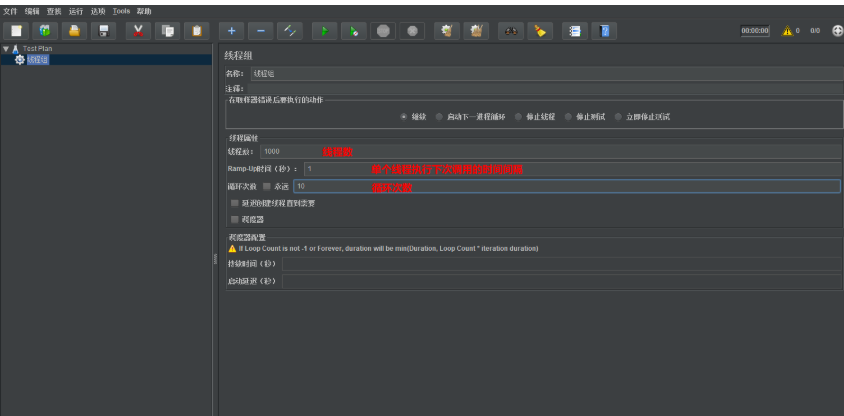 文件 编辑 查找 运行 选项 Tools 帮助
00:00:00 0 0/0
Test Plan
线程组
线程组
名称: 线程组
注释:
在取样器错误后要执行的动作
继续 启动下一进程循环 停止线程 停止测试 立即停止测试
线程属性
线程数: 1000 线程数
Ramp-Up时间(秒): 1 单个线程执行下次调用的时间间隔
循环次数 永远 10 循环次数
延迟创建线程直到需要
调度器
调度器配置
If Loop Count is not -1 or Forever, duration will be min(Duration, Loop Count * iteration duration)
持续时间(秒)
启动延迟(秒)